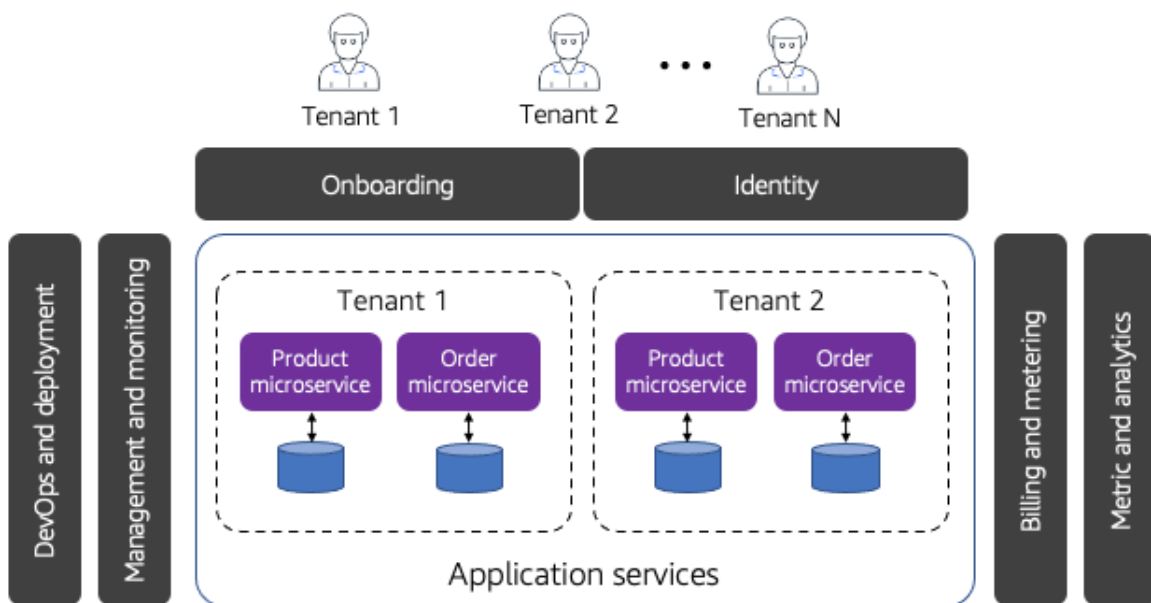 Tenant 1
Tenant 2
Tenant N
Onboarding
Identity
DevOps and deployment
Management and monitoring
Tenant 1
Product
microservice
Order
microservice
Tenant 2
Product
microservice
Order
microservice
Application services
Billing and metering
Metric and analytics